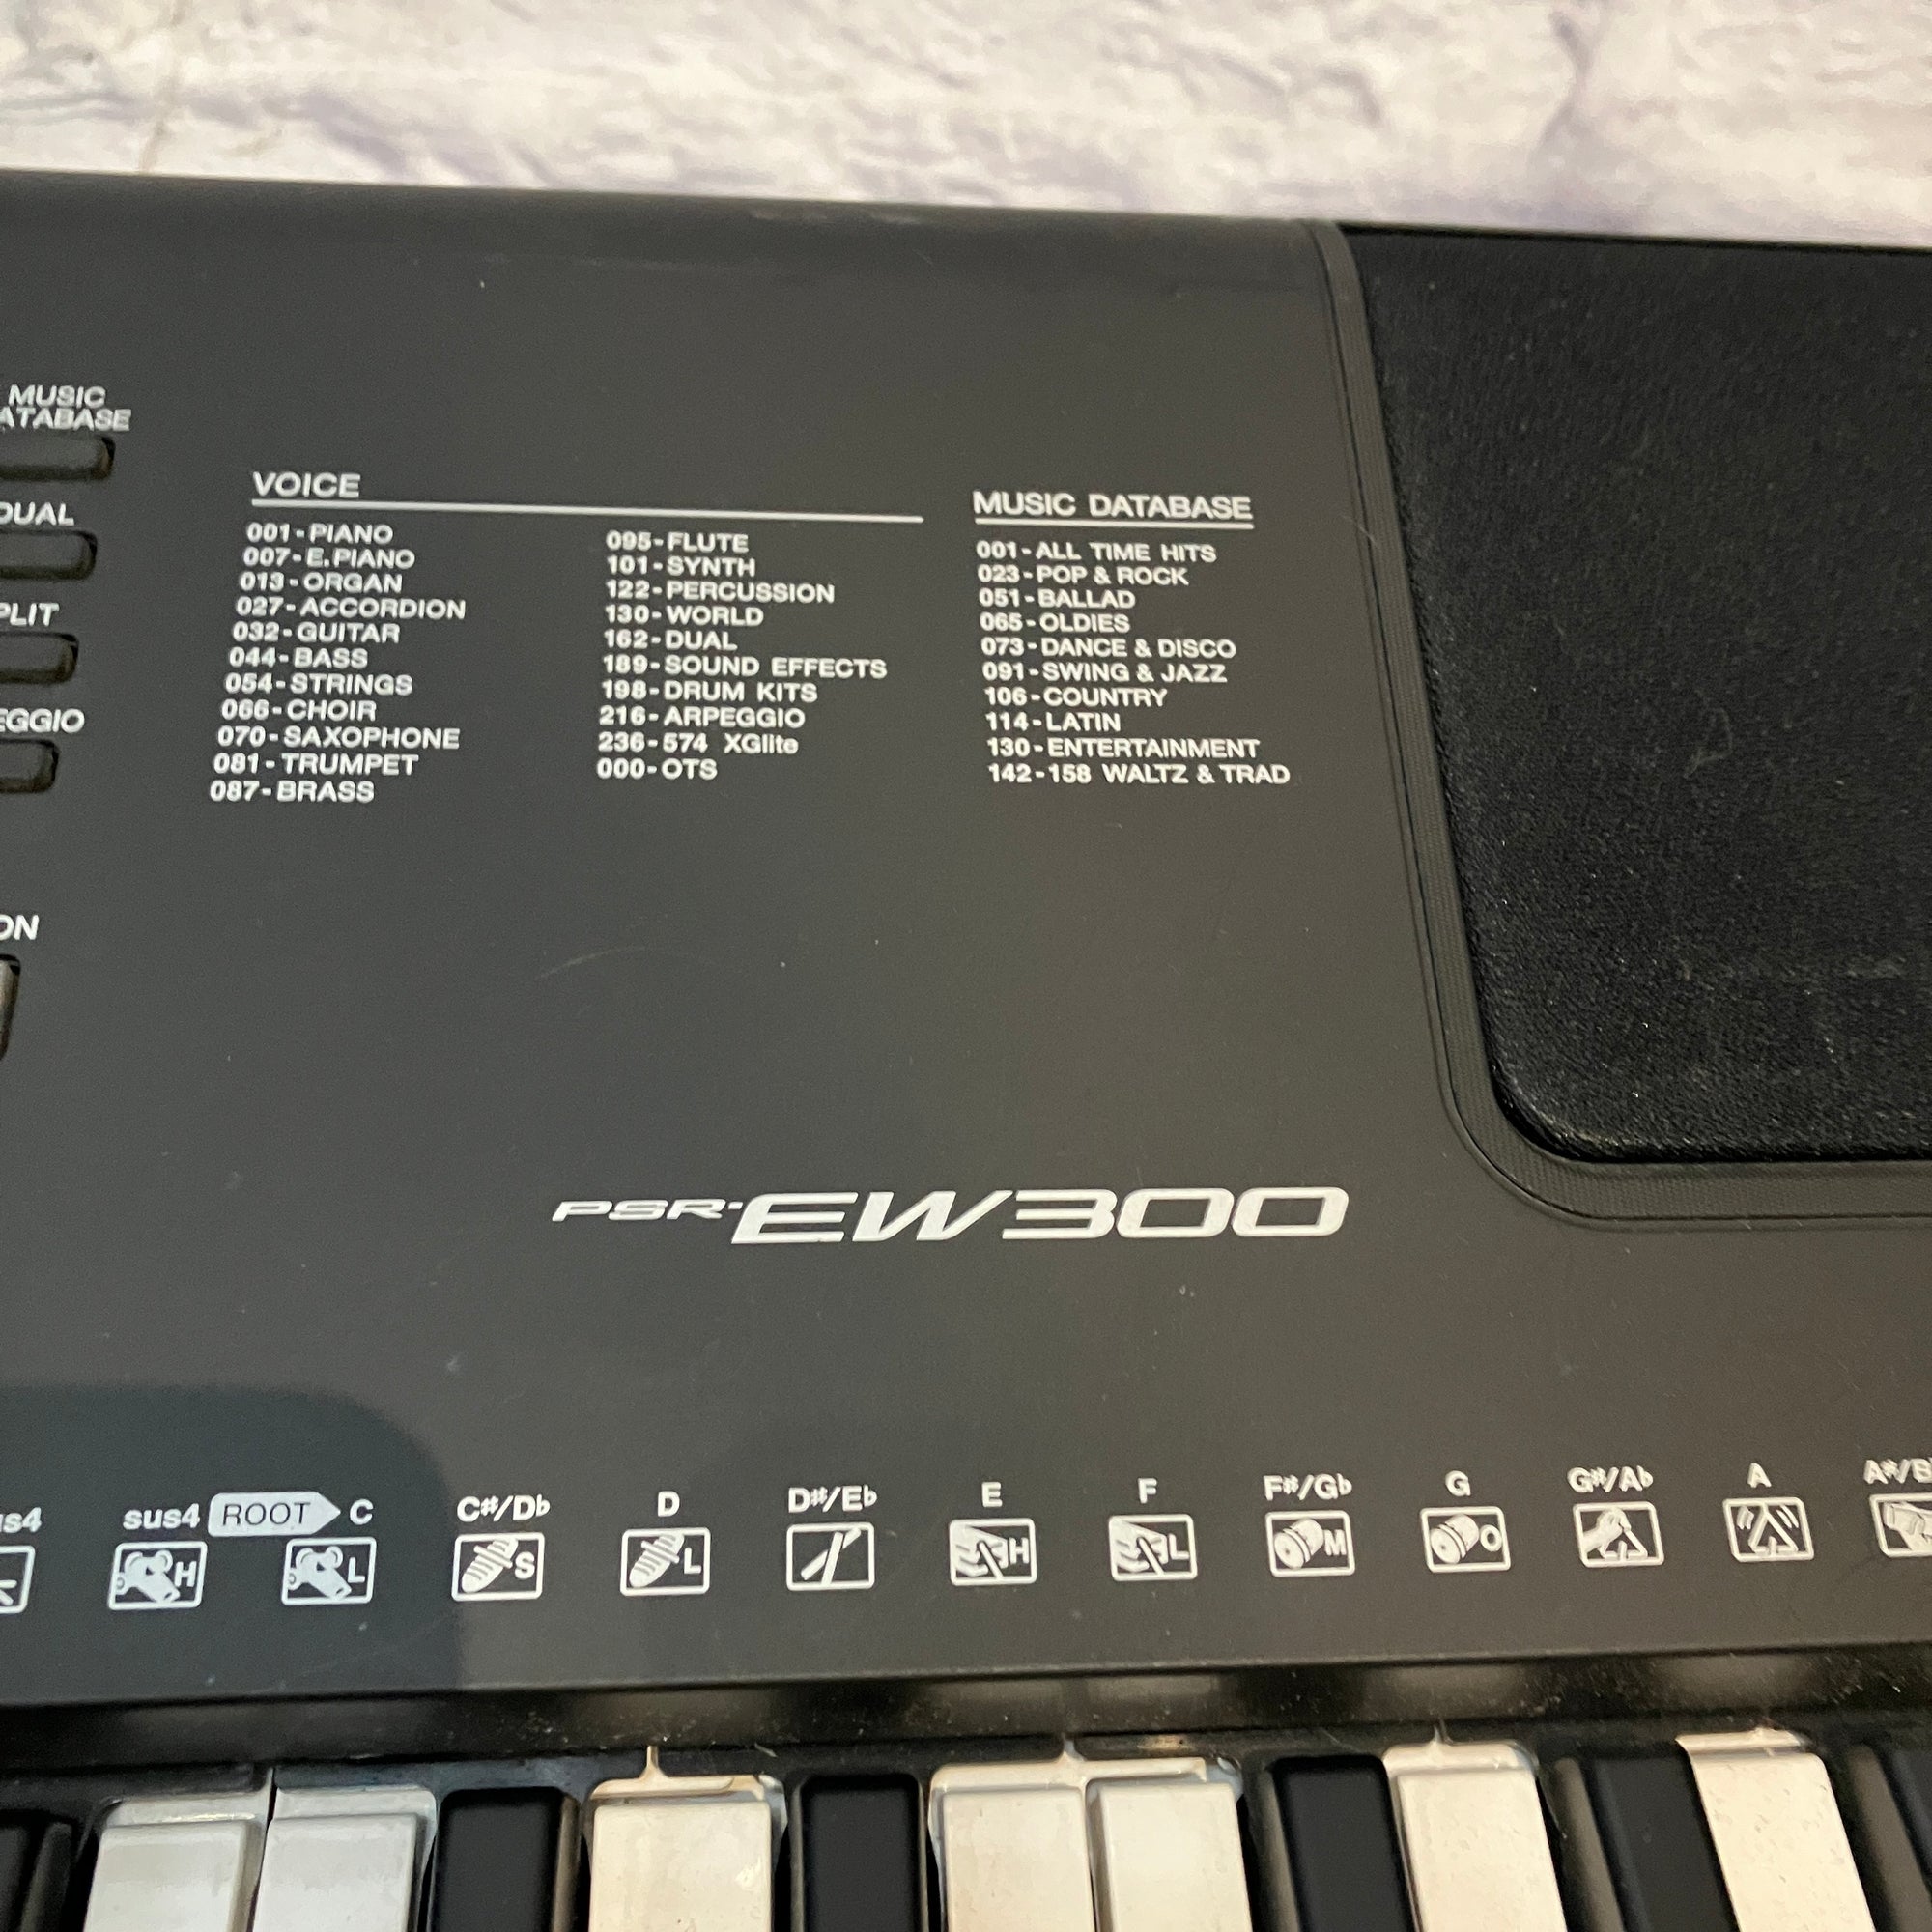 MUSIC
ATABASE
DUAL
PLIT
EGGIO
ON
VOICE
001-PIANO
007-E.PIANO
013-ORGAN
027-ACCORDION
032-GUITAR
044-BASS
054-STRINGS
066-CHOIR
070-SAXOPHONE
081-TRUMPET
087-BRASS
095-FLUTE
101-SYNTH
122-PERCUSSION
130-WORLD
162-DUAL
189-SOUND EFFECTS
198-DRUM KITS
216-ARPEGGIO
236-574 XGlite
000-OTS
MUSIC DATABASE
001-ALL TIME HITS
023-POP & ROCK
051-BALLAD
065-OLDIES
073-DANCE & DISCO
091-SWING & JAZZ
106-COUNTRY
114-LATIN
130-ENTERTAINMENT
142-158 WALTZ & TRAD
PSR-EW300
us4 sus4 ROOT C C♯/D♭ D D♯/E♭ E F F♯/G♭ G G♯/A♭ A A♯/B
H L S L H L M O